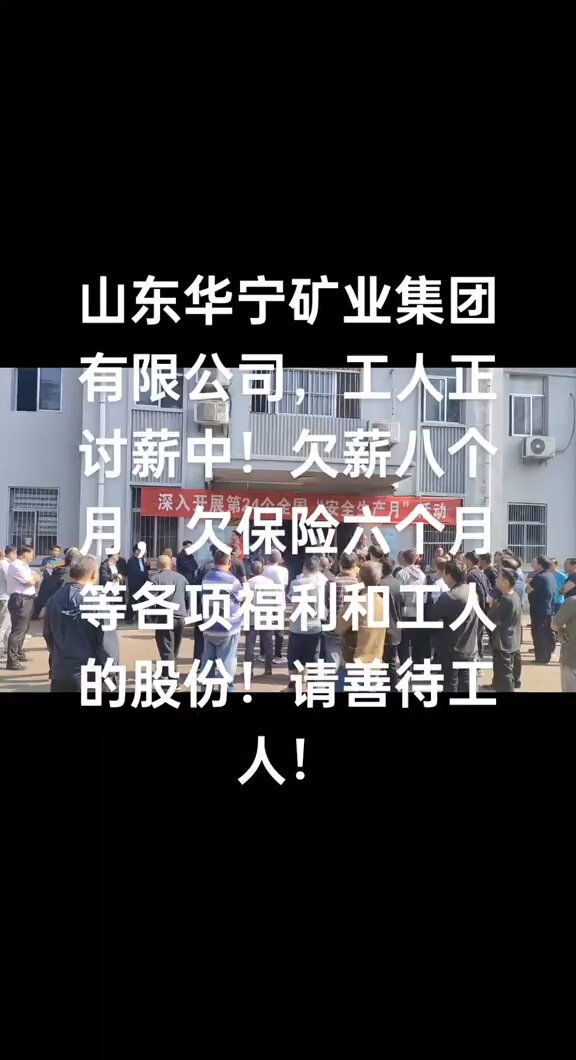 山东华宁矿业集团
有限公司，工人正
讨薪中！欠薪八个
月，欠保险六个月
等各项福利和工人
的股份！请善待工
人！
深入开展第24个全国“安全生产月”活动